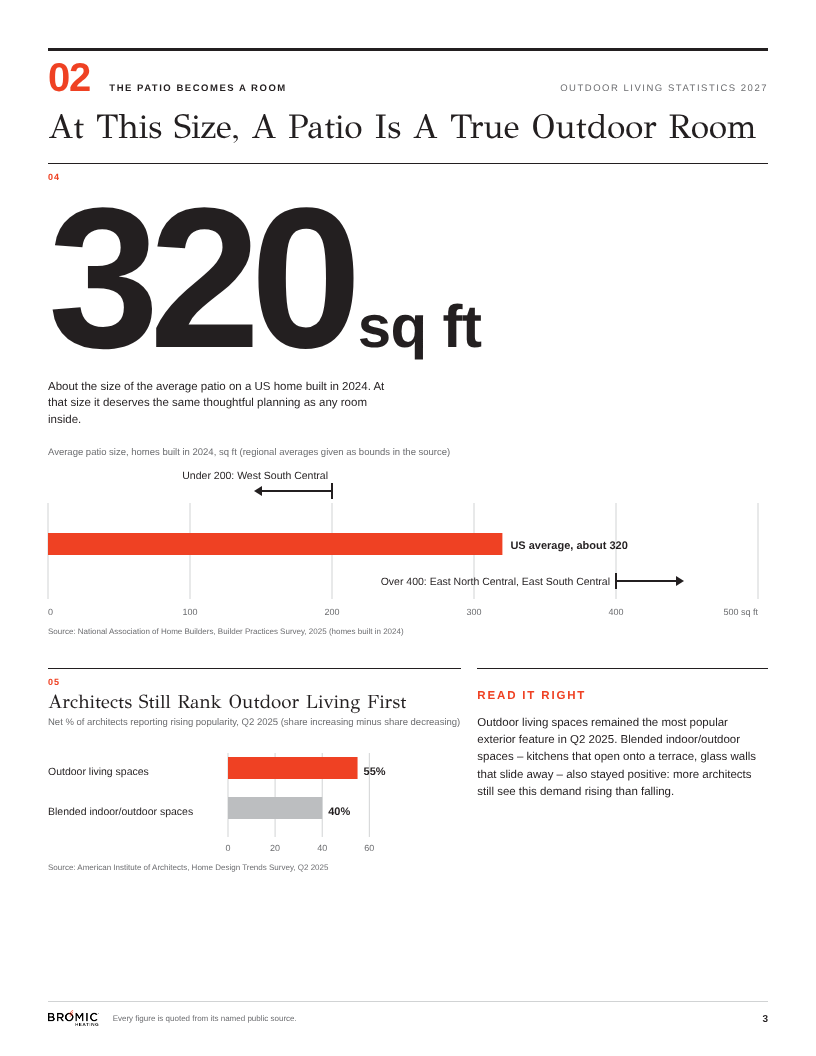 02 THE PATIO BECOMES A ROOM OUTDOOR LIVING STATISTICS 2027
At This Size, A Patio Is A True Outdoor Room
04
320 sq ft
About the size of the average patio on a US home built in 2024. At
that size it deserves the same thoughtful planning as any room
inside.
Average patio size, homes built in 2024, sq ft (regional averages given as bounds in the source)
Under 200: West South Central
US average, about 320
Over 400: East North Central, East South Central
0 100 200 300 400 500 sq ft
Source: National Association of Home Builders, Builder Practices Survey, 2025 (homes built in 2024)
05
Architects Still Rank Outdoor Living First
Net % of architects reporting rising popularity, Q2 2025 (share increasing minus share decreasing)
Outdoor living spaces 55%
Blended indoor/outdoor spaces 40%
0 20 40 60
Source: American Institute of Architects, Home Design Trends Survey, Q2 2025
READ IT RIGHT
Outdoor living spaces remained the most popular
exterior feature in Q2 2025. Blended indoor/outdoor
spaces – kitchens that open onto a terrace, glass walls
that slide away – also stayed positive: more architects
still see this demand rising than falling.
BROMIC HEATING Every figure is quoted from its named public source. 3